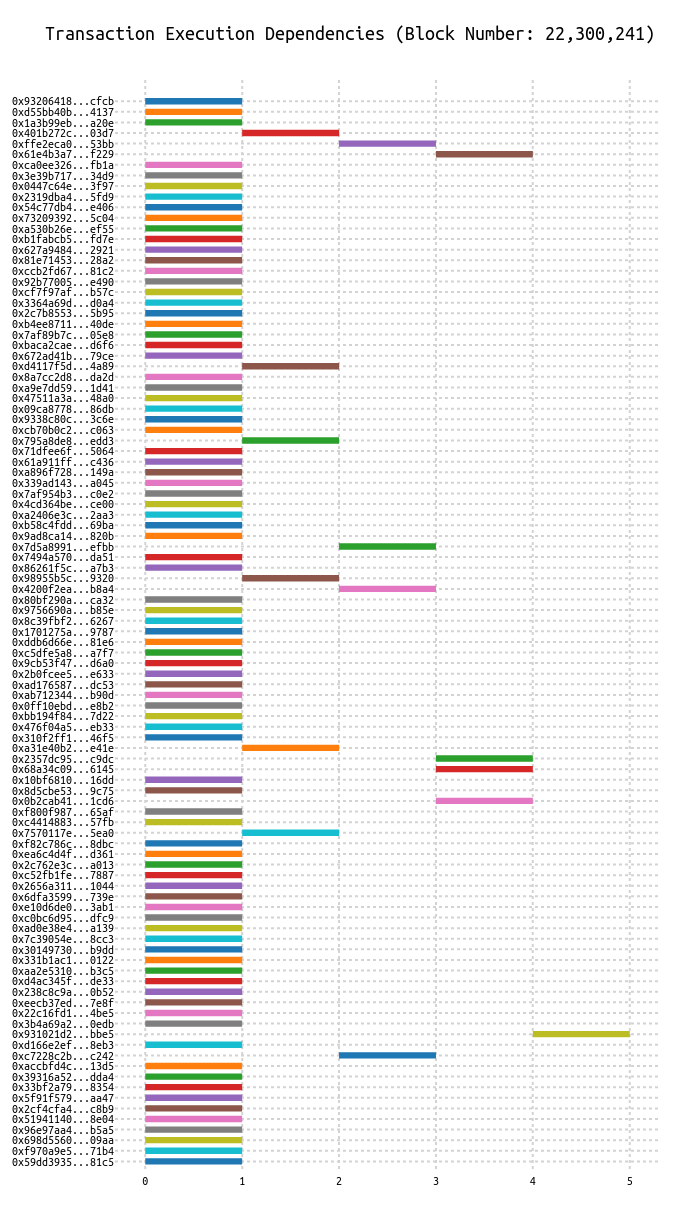 Transaction Execution Dependencies (Block Number: 22,300,241)
0x93206418...cfcb
0xd55bb40b...4137
0x1a3b99eb...a20e
0x401b272c...03d7
0xffe2eca0...53bb
0x61e4b3a7...f229
0xca0ee326...fb1a
0x3e39b717...34d9
0x0447c64e...3f97
0x2319dba4...5fd9
0x54c77db4...e406
0x73209392...5c04
0xa530b26e...ef55
0xb1fabcb5...fd7e
0x627a9484...2921
0x81e71453...28a2
0xccb2fd67...81c2
0x92b77005...e490
0xcf7f97af...b57c
0x3364a69d...d0a4
0x2c7b8553...5b95
0xb4ee8711...40de
0x7af89b7c...05e8
0xbaca2cae...d6f6
0x672ad41b...79ce
0xd4117f5d...4a89
0x8a7cc2d8...da2d
0xa9e7dd59...1d41
0x47511a3a...48a0
0x09ca8778...86db
0x9338c80c...3c6e
0xcb70b0c2...c063
0x795a8de8...edd3
0x71dfee6f...5064
0x61a911ff...c436
0xa896f728...149a
0x339ad143...a045
0x7af954b3...c0e2
0x4cd364be...ce00
0xa2406e3c...2aa3
0xb58c4fdd...69ba
0x9ad8ca14...820b
0x7d5a8991...efbb
0x7494a570...da51
0x86261f5c...a7b3
0x98955b5c...9320
0x4200f2ea...b8a4
0x80bf290a...ca32
0x9756690a...b85e
0x8c39fbf2...6267
0x1701275a...9787
0xddb6d66e...81e6
0xc5dfe5a8...a7f7
0x9cb53f47...d6a0
0x2b0fcee5...e633
0xad176587...dc53
0xab712344...b90d
0x0ff10ebd...e8b2
0xbb194f84...7d22
0x476f04a5...eb33
0x310f2ff1...46f5
0xa31e40b2...e41e
0x2357dc95...c9dc
0x68a34c09...6145
0x10bf6810...16dd
0x8d5cbe53...9c75
0x0b2cab41...1cd6
0xf800f987...65af
0xc4414883...57fb
0x7570117e...5ea0
0xf82c786c...8dbc
0xea6c4d4f...d361
0x2c762e3c...a013
0xc52fb1fe...7887
0x2656a311...1044
0x6dfa3599...739e
0xe10d6de0...3ab1
0xc0bc6d95...dfc9
0xad0e38e4...a139
0x7c39054e...8cc3
0x30149730...b9dd
0x331b1ac1...0122
0xaa2e5310...b3c5
0xd4ac345f...de33
0x238c8c9a...0b52
0xeecb37ed...7e8f
0x22c16fd1...4be5
0x3b4a69a2...0edb
0x931021d2...bbe5
0xd166e2ef...8eb3
0xc7228c2b...c242
0xaccbfd4c...13d5
0x39316a52...dda4
0x33bf2a79...8354
0x5f91f579...aa47
0x2cf4cfa4...c8b9
0x51941140...8e04
0x96e97aa4...b5a5
0x698d5560...09aa
0xf970a9e5...71b4
0x59dd3935...81c5
0 1 2 3 4 5